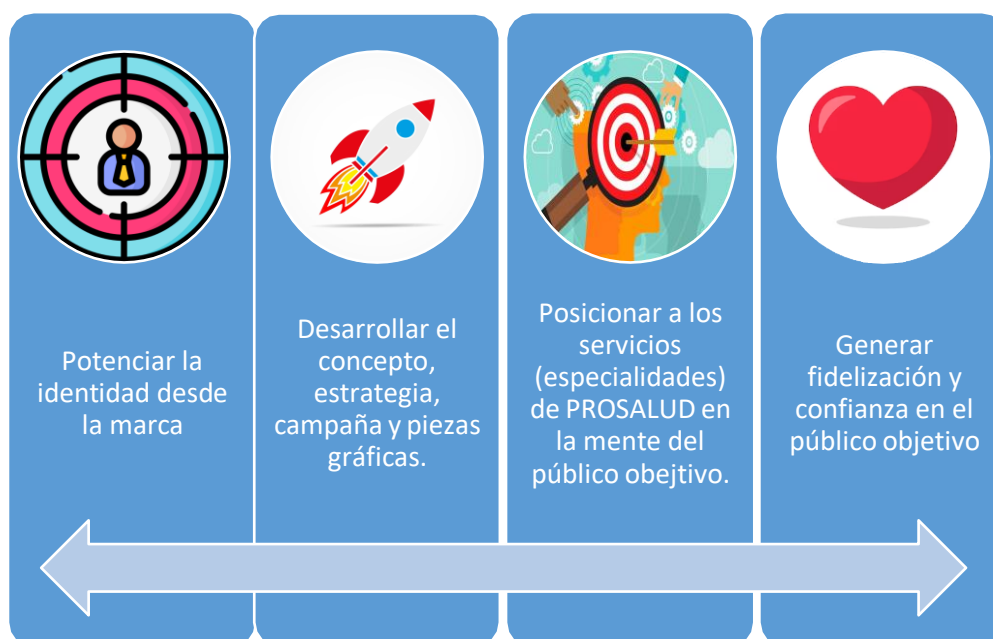 Potenciar la
identidad desde
la marca
Desarrollar el
concepto,
estrategia,
campaña y piezas
gráficas.
Posicionar a los
servicios
(especialidades)
de PROSALUD en
la mente del
público obejtivo.
Generar
fidelización y
confianza en el
público objetivo